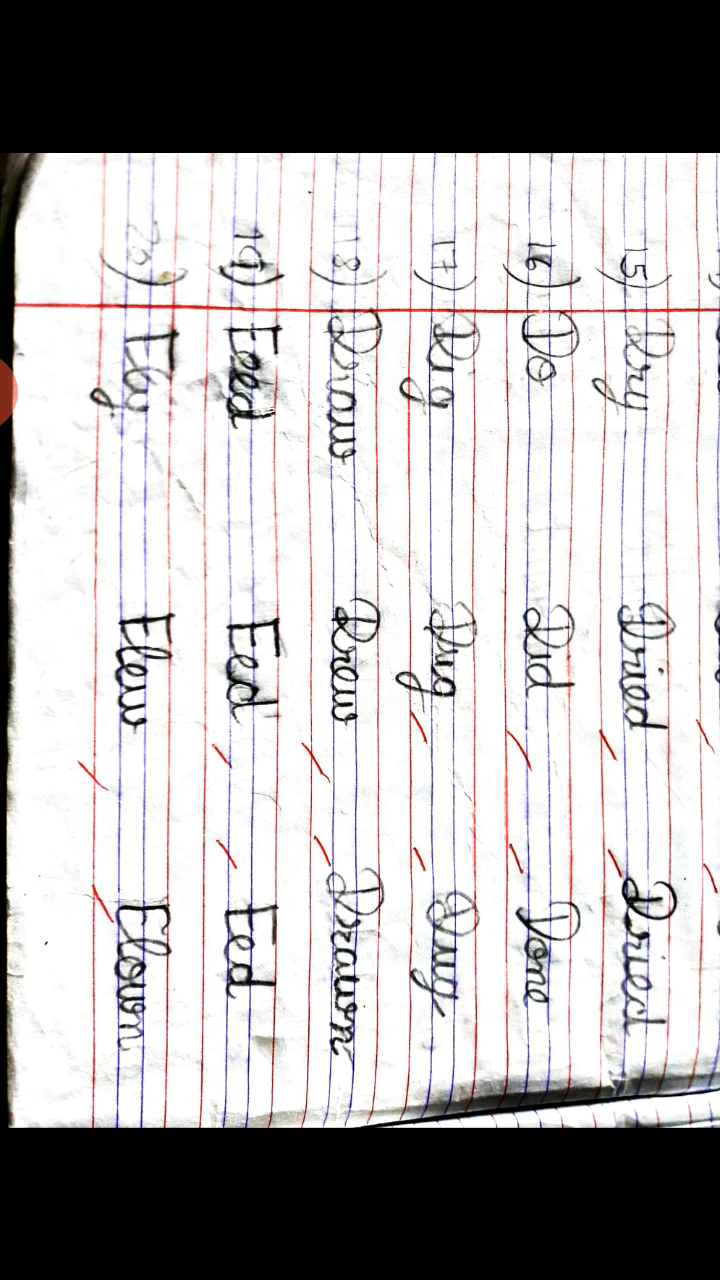 15) Dry Dried Dried
16) Do Did Done
17) Dig Dug Dug
18) Draw Drew Drawn
19) Feed Fed Fed
20) Fly Flew Flown